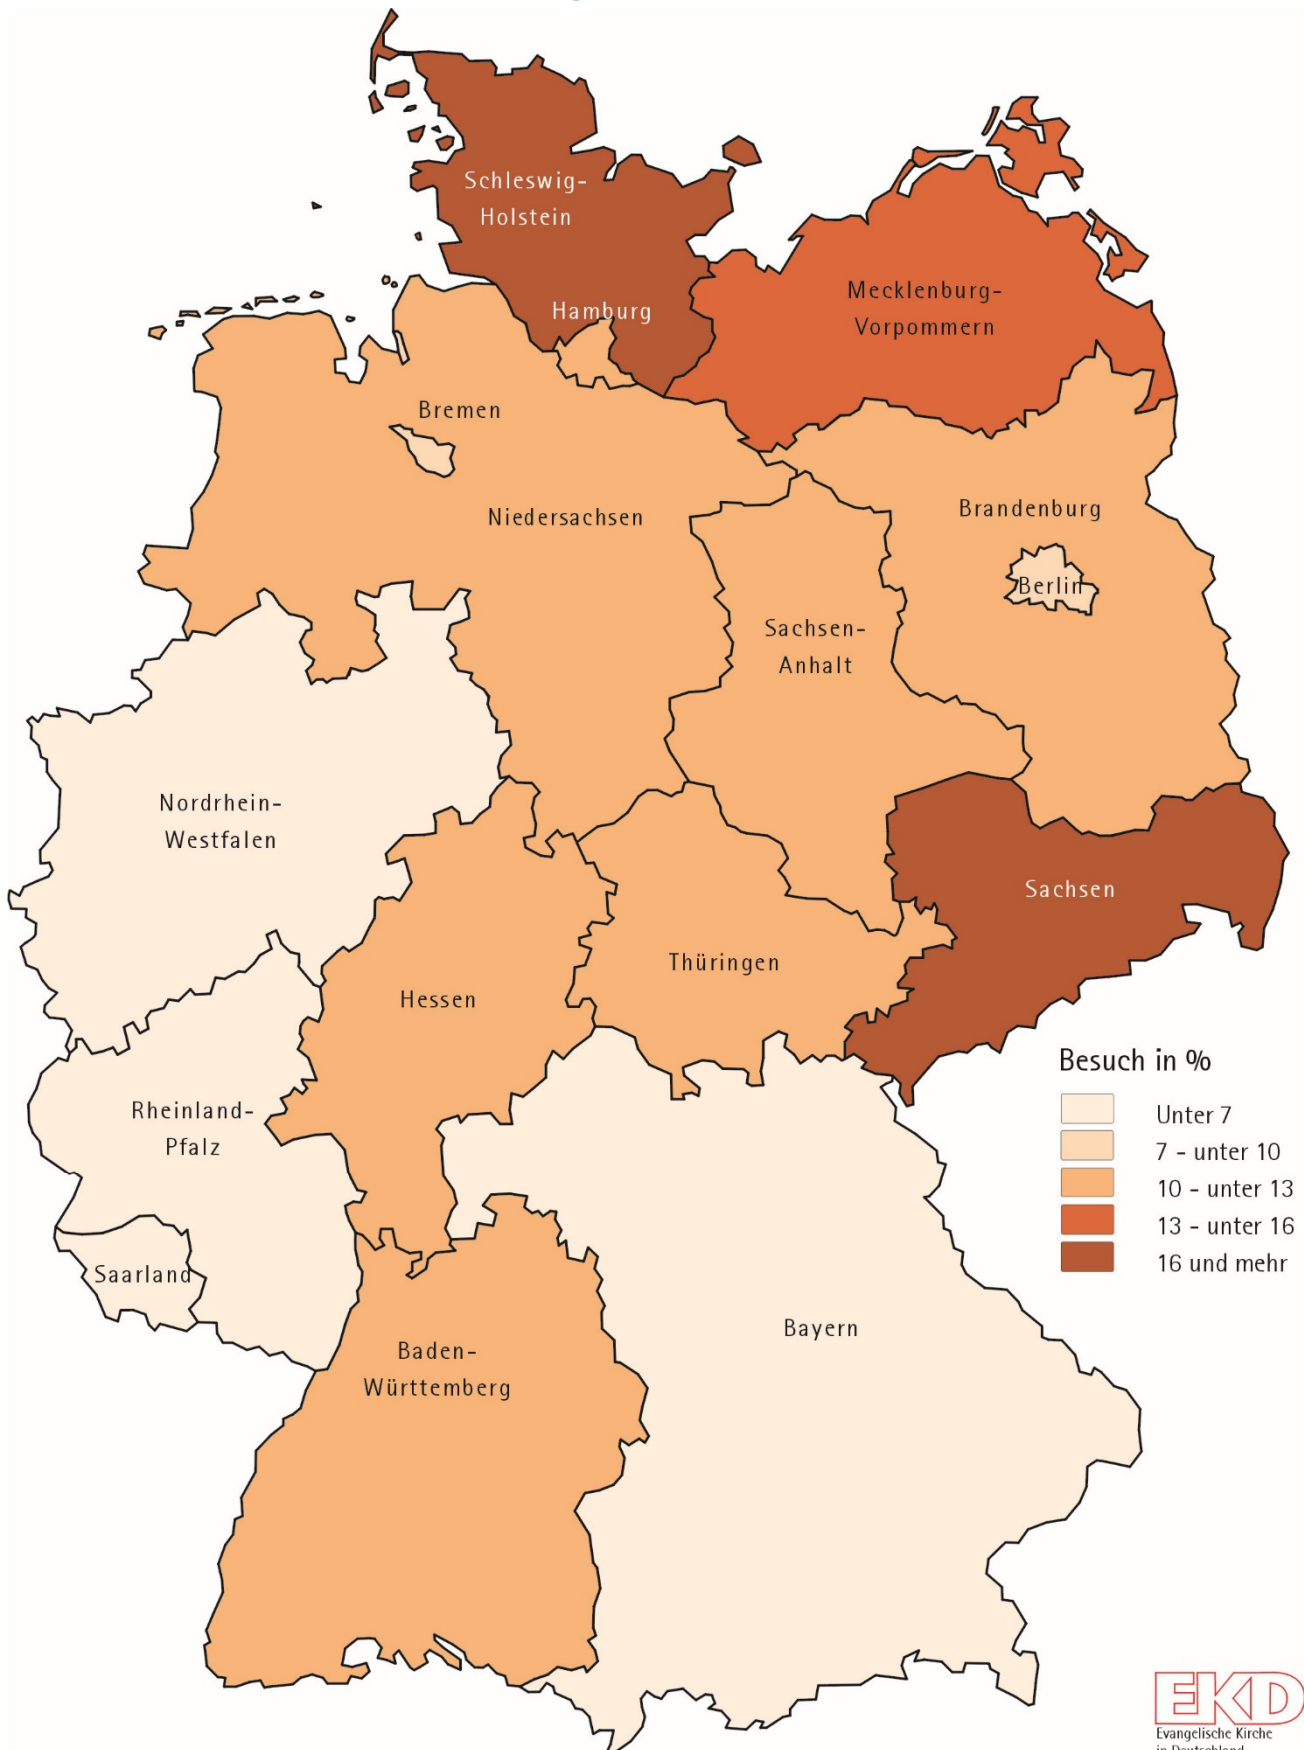 Schleswig-
Holstein
Hamburg
Mecklenburg-
Vorpommern
Bremen
Niedersachsen
Brandenburg
Berlin
Sachsen-
Anhalt
Nordrhein-
Westfalen
Sachsen
Thüringen
Hessen
Rheinland-
Pfalz
Saarland
Bayern
Baden-
Württemberg
Besuch in %
Unter 7
7 - unter 10
10 - unter 13
13 - unter 16
16 und mehr
EKD
Evangelische Kirche
in Deutschland